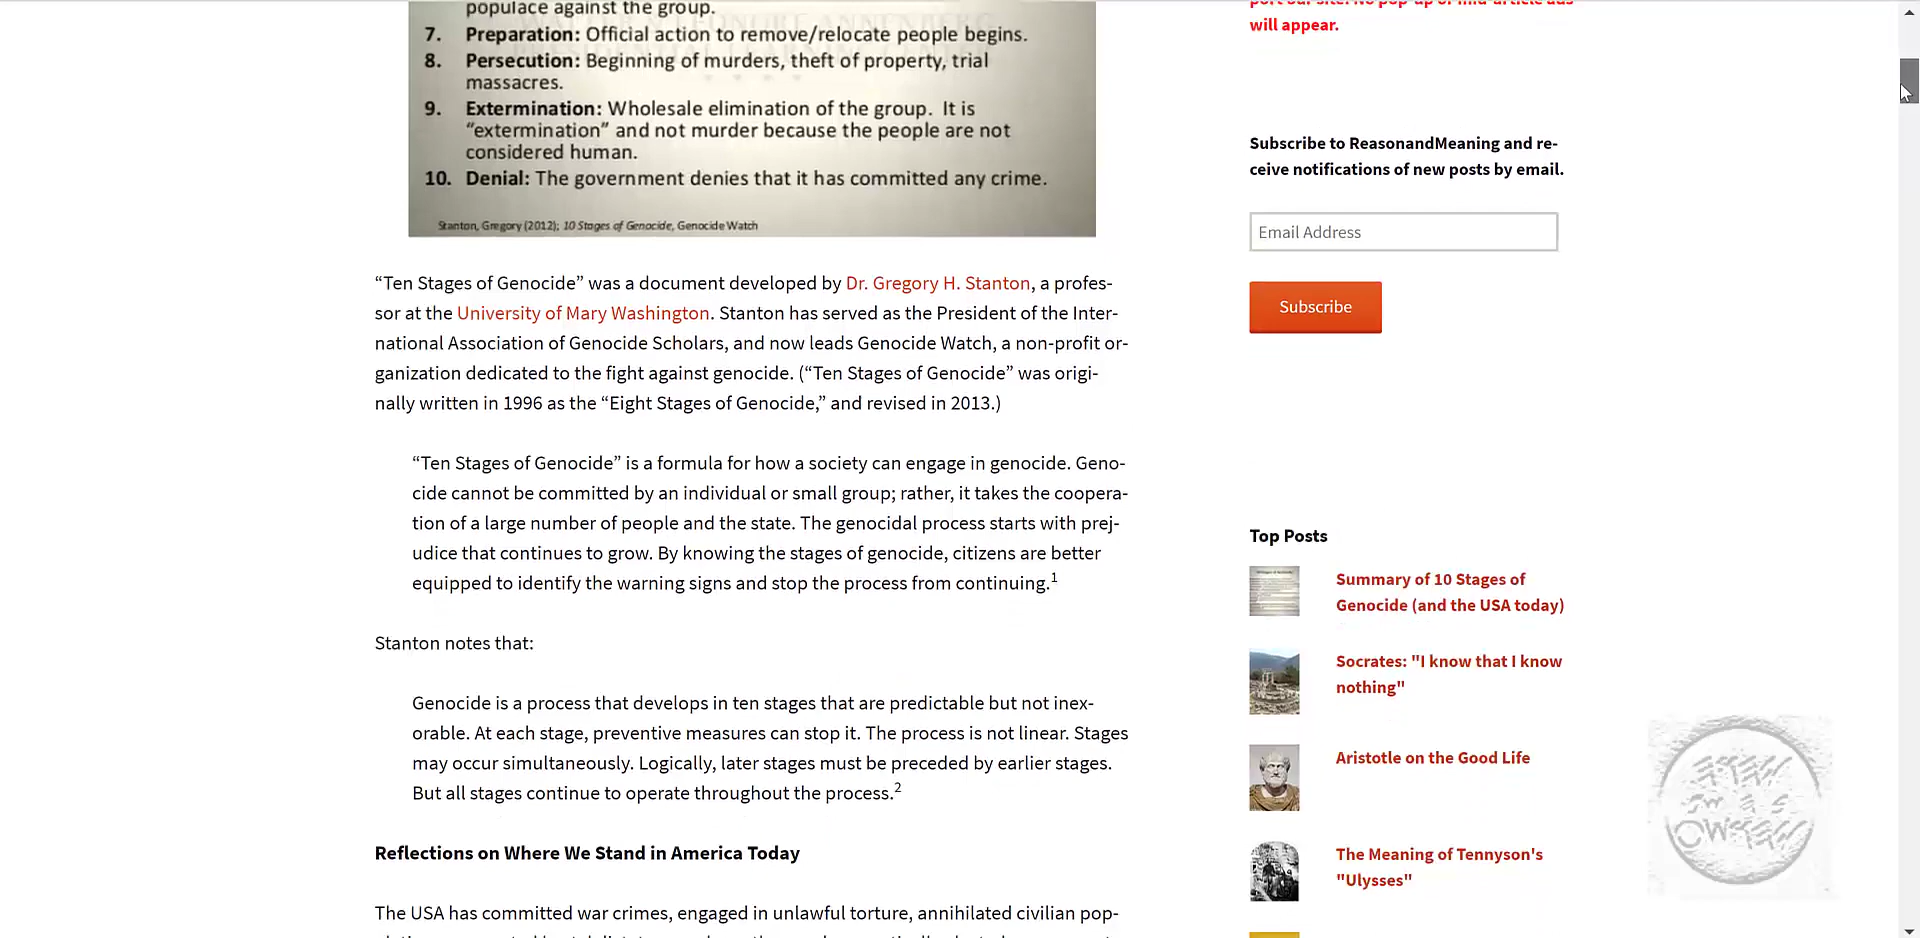 populace against the group.
7. Preparation: Official action to remove/relocate people begins.
8. Persecution: Beginning of murders, theft of property, trial
massacres.
9. Extermination: Wholesale elimination of the group. It is
“extermination” and not murder because the people are not
considered human.
10. Denial: The government denies that it has committed any crime.
Stanton, Gregory (2012); 10 Stages of Genocide, Genocide Watch
“Ten Stages of Genocide” was a document developed by Dr. Gregory H. Stanton, a profes-
sor at the University of Mary Washington. Stanton has served as the President of the Inter-
national Association of Genocide Scholars, and now leads Genocide Watch, a non-profit or-
ganization dedicated to the fight against genocide. (“Ten Stages of Genocide” was origi-
nally written in 1996 as the “Eight Stages of Genocide,” and revised in 2013.)
“Ten Stages of Genocide” is a formula for how a society can engage in genocide. Geno-
cide cannot be committed by an individual or small group; rather, it takes the coopera-
tion of a large number of people and the state. The genocidal process starts with prej-
udice that continues to grow. By knowing the stages of genocide, citizens are better
equipped to identify the warning signs and stop the process from continuing.1
Stanton notes that:
Genocide is a process that develops in ten stages that are predictable but not inex-
orable. At each stage, preventive measures can stop it. The process is not linear. Stages
may occur simultaneously. Logically, later stages must be preceded by earlier stages.
But all stages continue to operate throughout the process.2
Reflections on Where We Stand in America Today
The USA has committed war crimes, engaged in unlawful torture, annihilated civilian pop-
will appear.
Subscribe to ReasonandMeaning and re-
ceive notifications of new posts by email.
Email Address
Subscribe
Top Posts
Summary of 10 Stages of
Genocide (and the USA today)
Socrates: "I know that I know
nothing"
Aristotle on the Good Life
The Meaning of Tennyson's
"Ulysses"